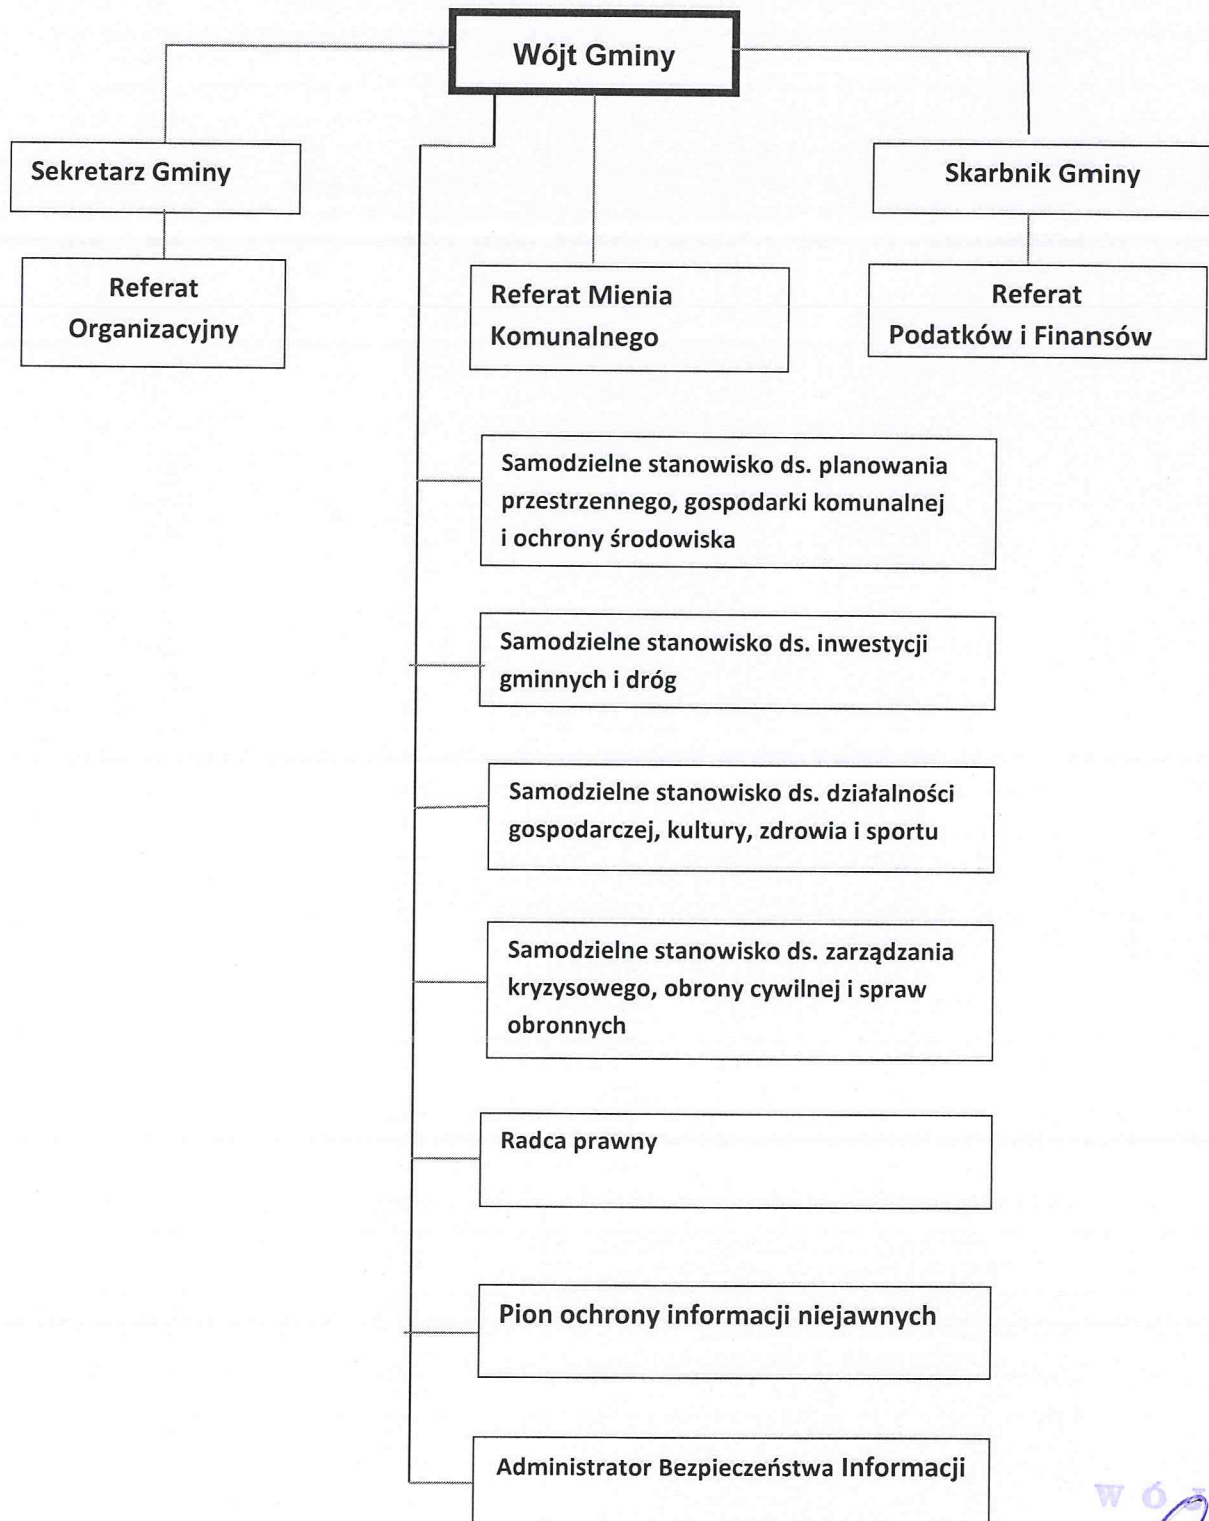 Wójt Gminy
Sekretarz Gminy
Skarbnik Gminy
Referat
Organizacyjny
Referat Mienia
Komunalnego
Referat
Podatków i Finansów
Samodzielne stanowisko ds. planowania
przestrzennego, gospodarki komunalnej
i ochrony środowiska
Samodzielne stanowisko ds. inwestycji
gminnych i dróg
Samodzielne stanowisko ds. działalności
gospodarczej, kultury, zdrowia i sportu
Samodzielne stanowisko ds. zarządzania
kryzysowego, obrony cywilnej i spraw
obronnych
Radca prawny
Pion ochrony informacji niejawnych
Administrator Bezpieczeństwa Informacji